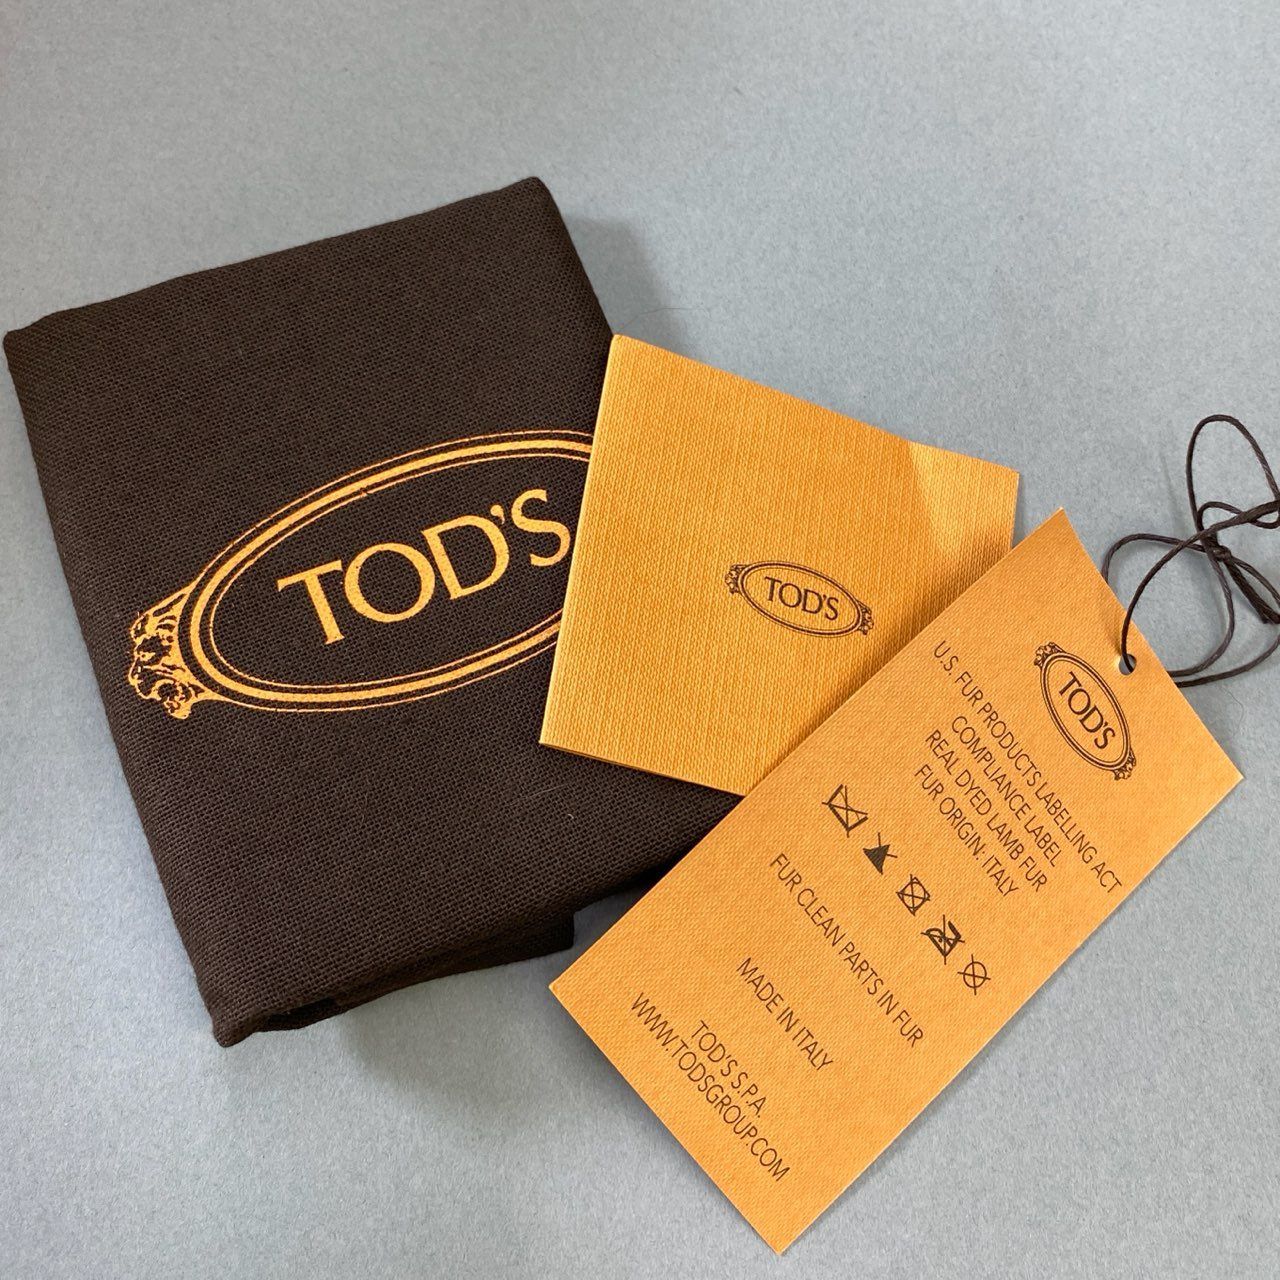 TOD'S
TOD'S
TOD'S
U.S. FUR PRODUCTS LABELLING ACT
COMPLIANCE LABEL
REAL DYED LAMB FUR
FUR ORIGIN: ITALY
FUR CLEAN PARTS IN FUR
MADE IN ITALY
TOD'S S.P.A.
WWW.TODSGROUP.COM